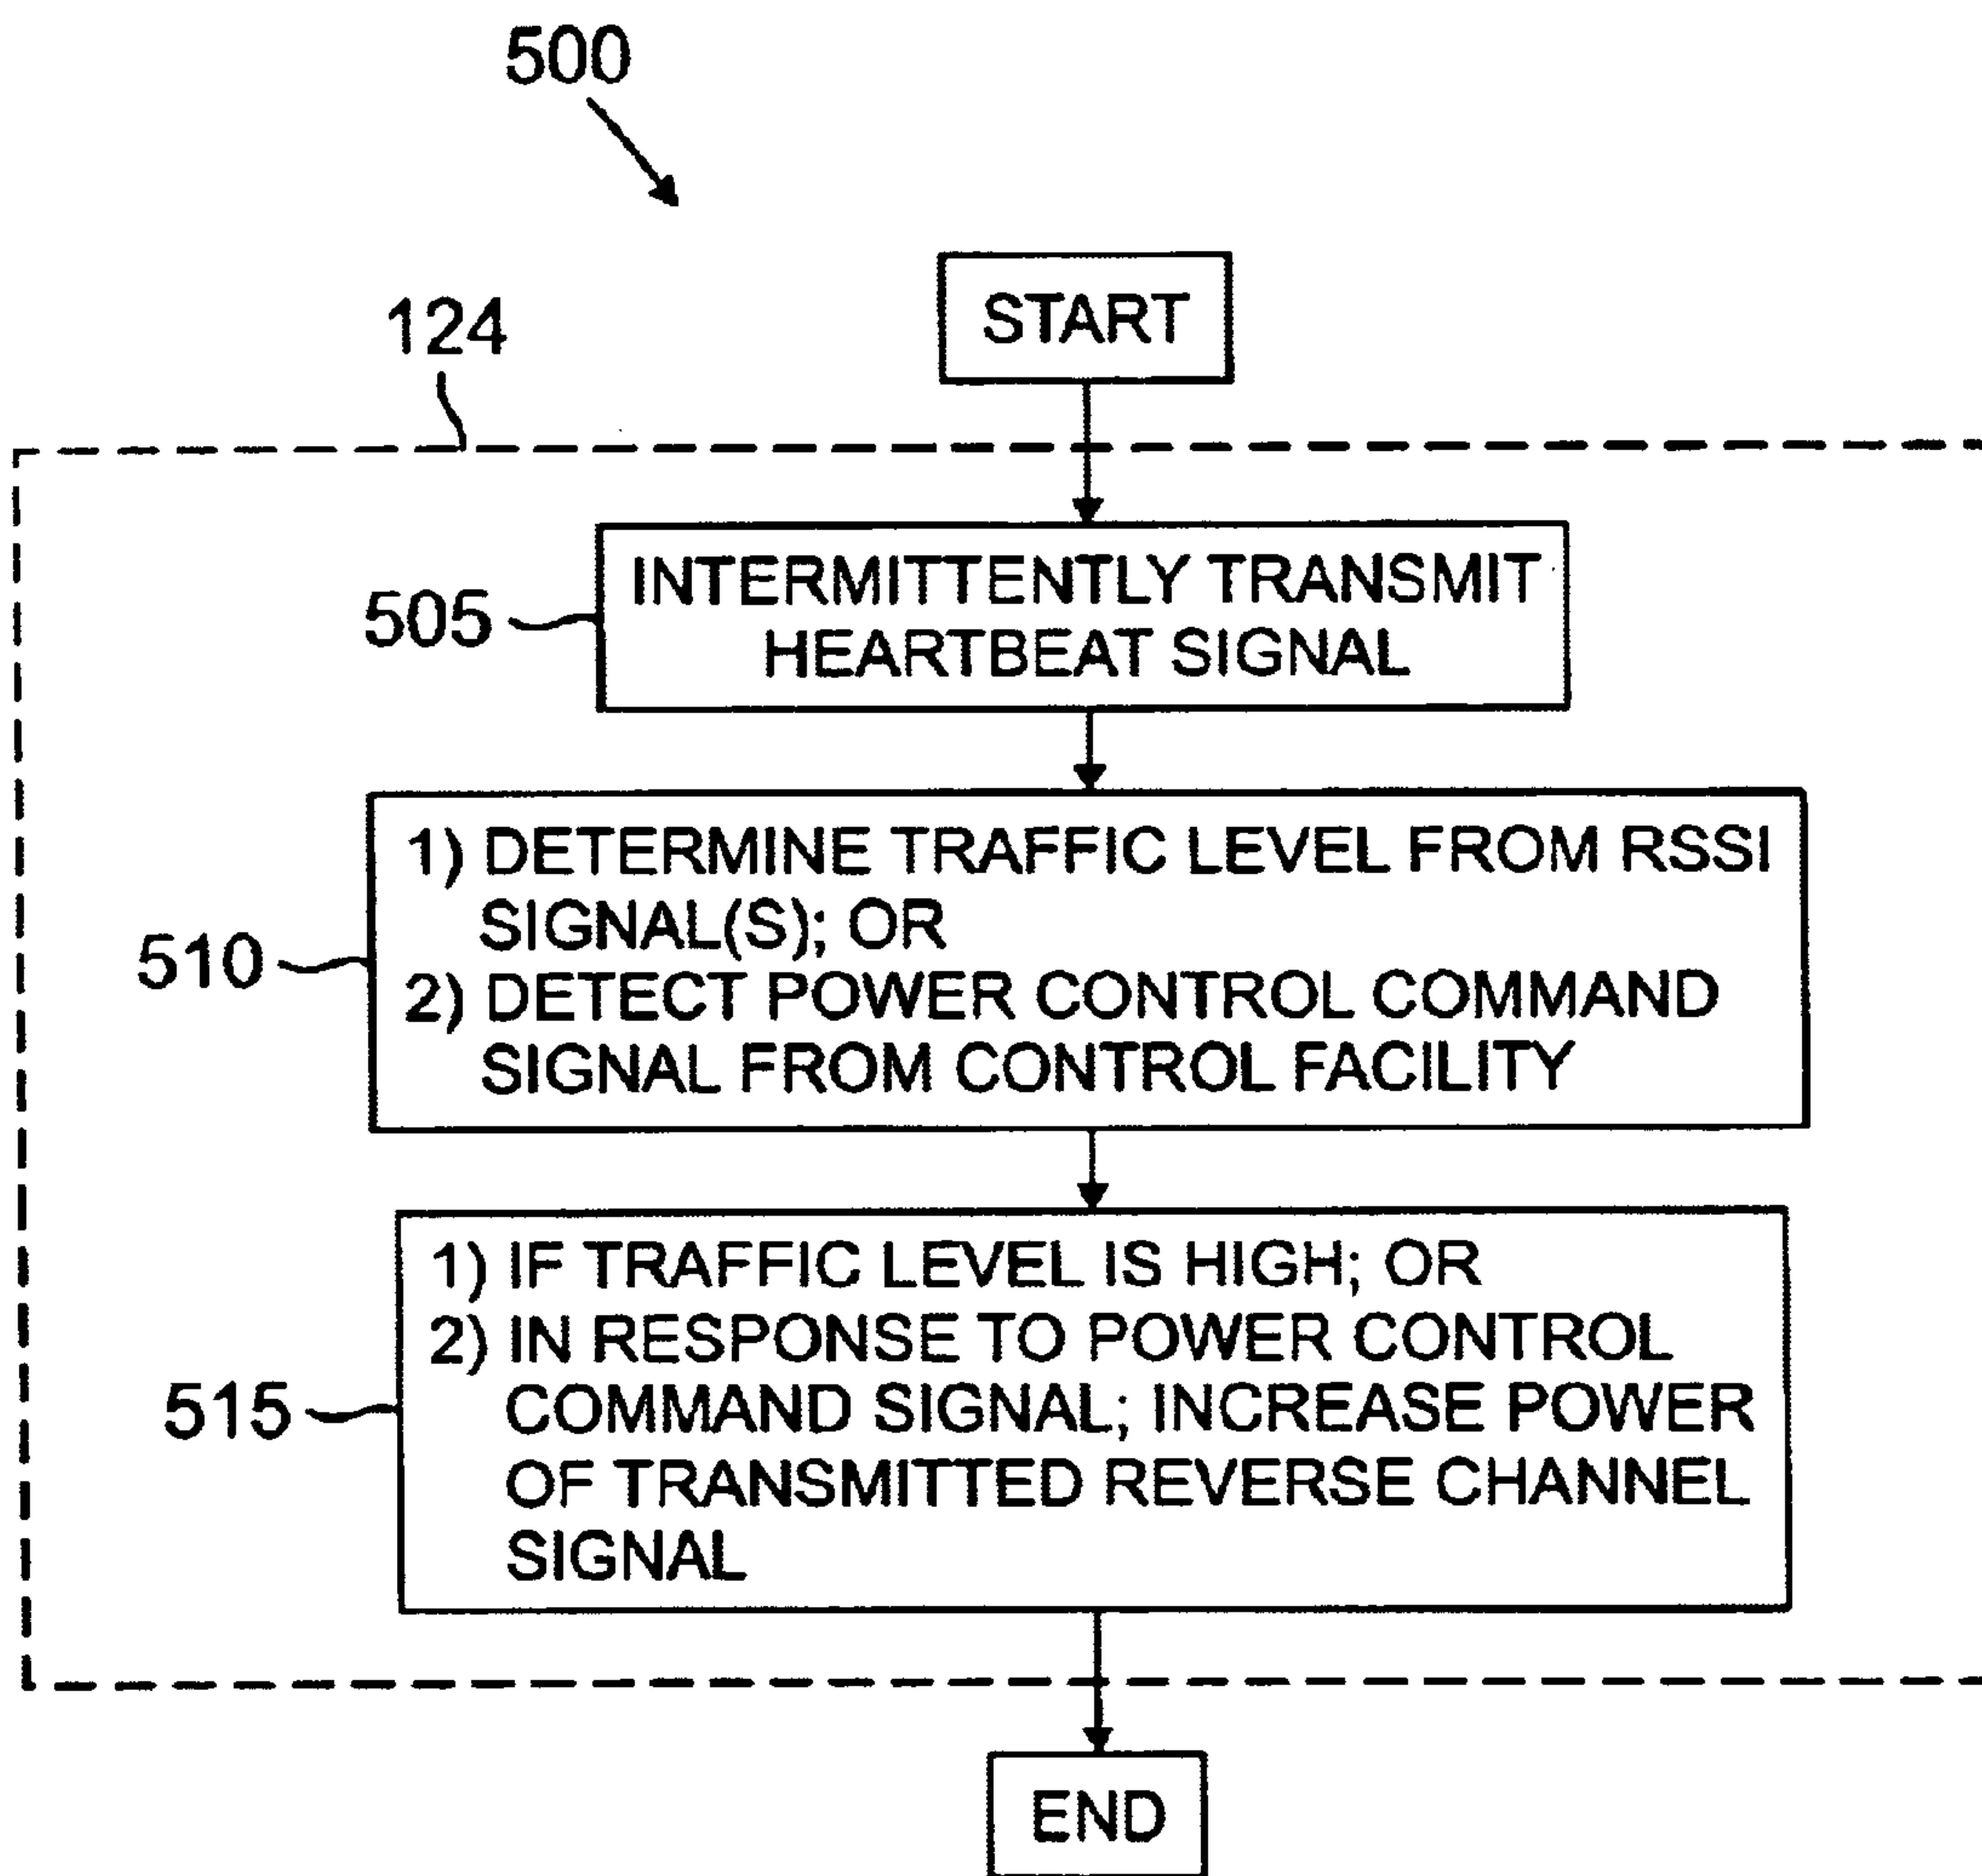 500
START
124
INTERMITTENTLY TRANSMIT
HEARTBEAT SIGNAL
505
1) DETERMINE TRAFFIC LEVEL FROM RSSI
SIGNAL(S); OR
2) DETECT POWER CONTROL COMMAND
SIGNAL FROM CONTROL FACILITY
510
1) IF TRAFFIC LEVEL IS HIGH; OR
2) IN RESPONSE TO POWER CONTROL
COMMAND SIGNAL; INCREASE POWER
OF TRANSMITTED REVERSE CHANNEL
SIGNAL
515
END